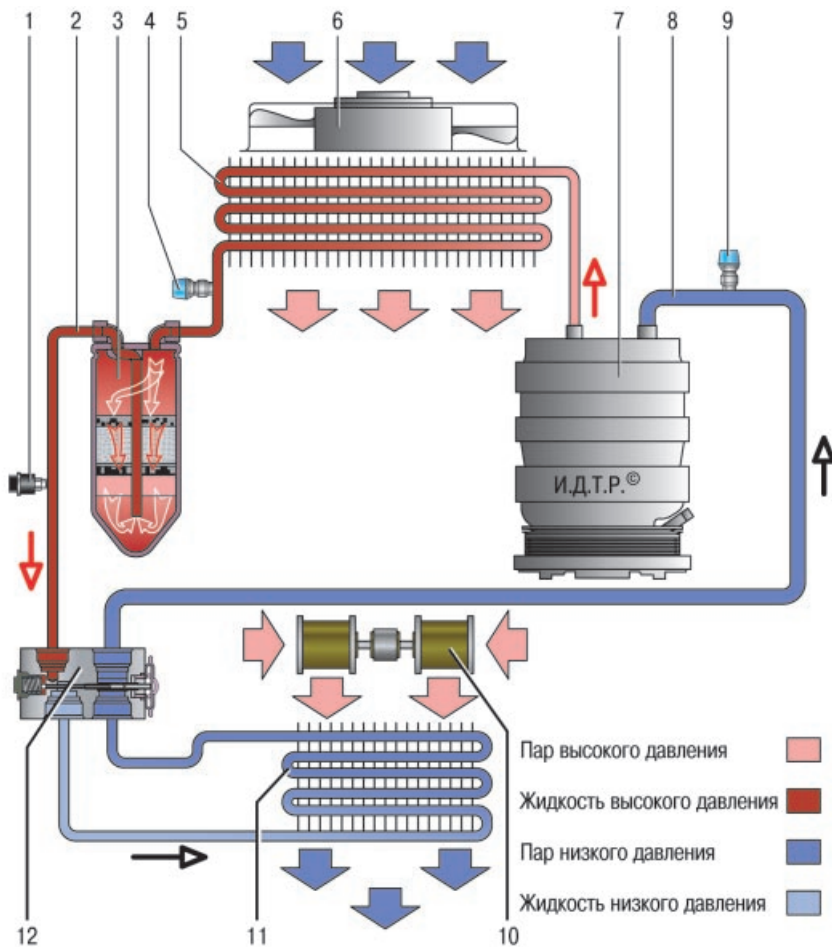 1 2 3 4 5 6 7 8 9
И.Д.Т.Р.©
Пар высокого давления
Жидкость высокого давления
Пар низкого давления
Жидкость низкого давления
12 11 10